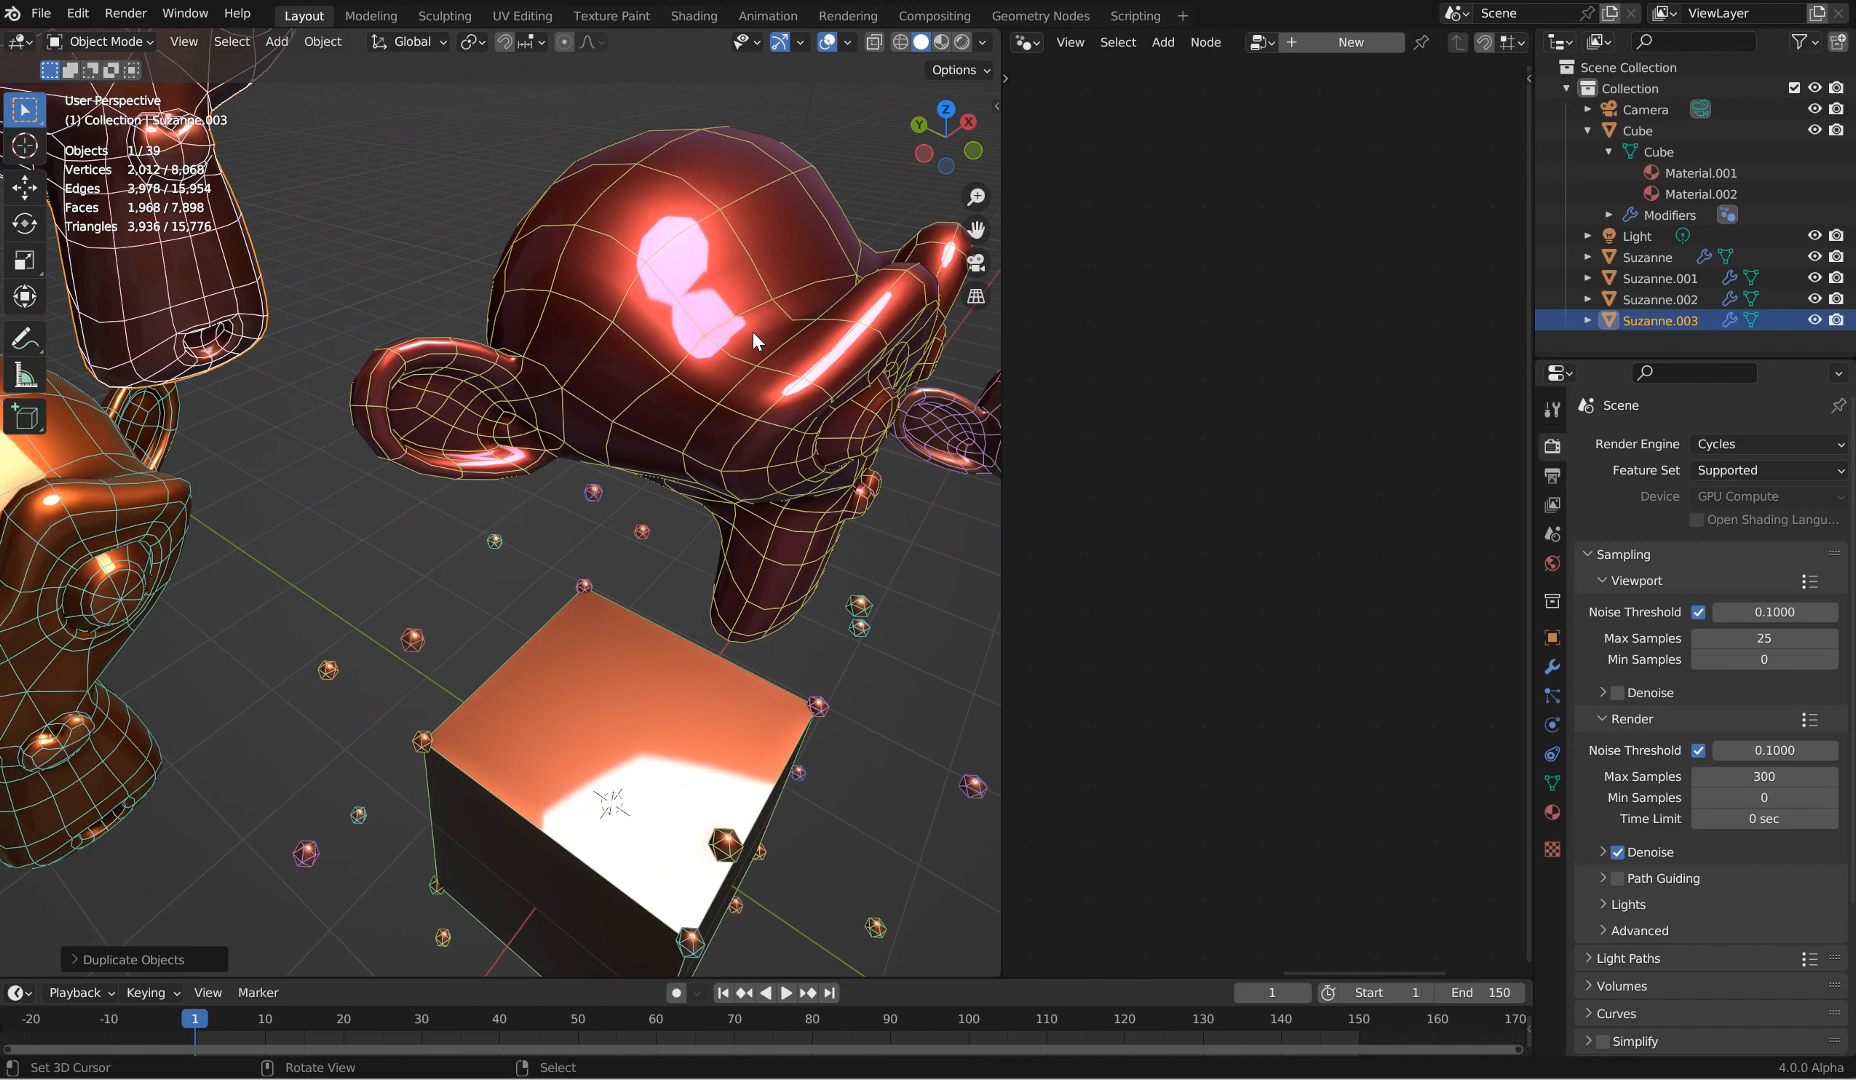 File Edit Render Window Help Layout Modeling Sculpting UV Editing Texture Paint Shading Animation Rendering Compositing Geometry Nodes Scripting + Scene ViewLayer
Object Mode View Select Add Object Global View Select Add Node + New
Options
User Perspective
(1) Collection | Suzanne.003
Objects 1 / 39
Vertices 2,012 / 8,068
Edges 3,978 / 15,954
Faces 1,968 / 7,898
Triangles 3,936 / 15,776
Z
Y
X
Duplicate Objects
Scene Collection
Collection
Camera
Cube
Cube
Material.001
Material.002
Modifiers
Light
Suzanne
Suzanne.001
Suzanne.002
Suzanne.003
Scene
Render Engine Cycles
Feature Set Supported
Device GPU Compute
Open Shading Langu...
Sampling
Viewport
Noise Threshold 0.1000
Max Samples 25
Min Samples 0
Denoise
Render
Noise Threshold 0.1000
Max Samples 300
Min Samples 0
Time Limit 0 sec
Denoise
Path Guiding
Lights
Advanced
Light Paths
Volumes
Curves
Simplify
Playback Keying View Marker 1 Start 1 End 150
-20 -10 1 10 20 30 40 50 60 70 80 90 100 110 120 130 140 150 160 170
Set 3D Cursor Rotate View Select 4.0.0 Alpha